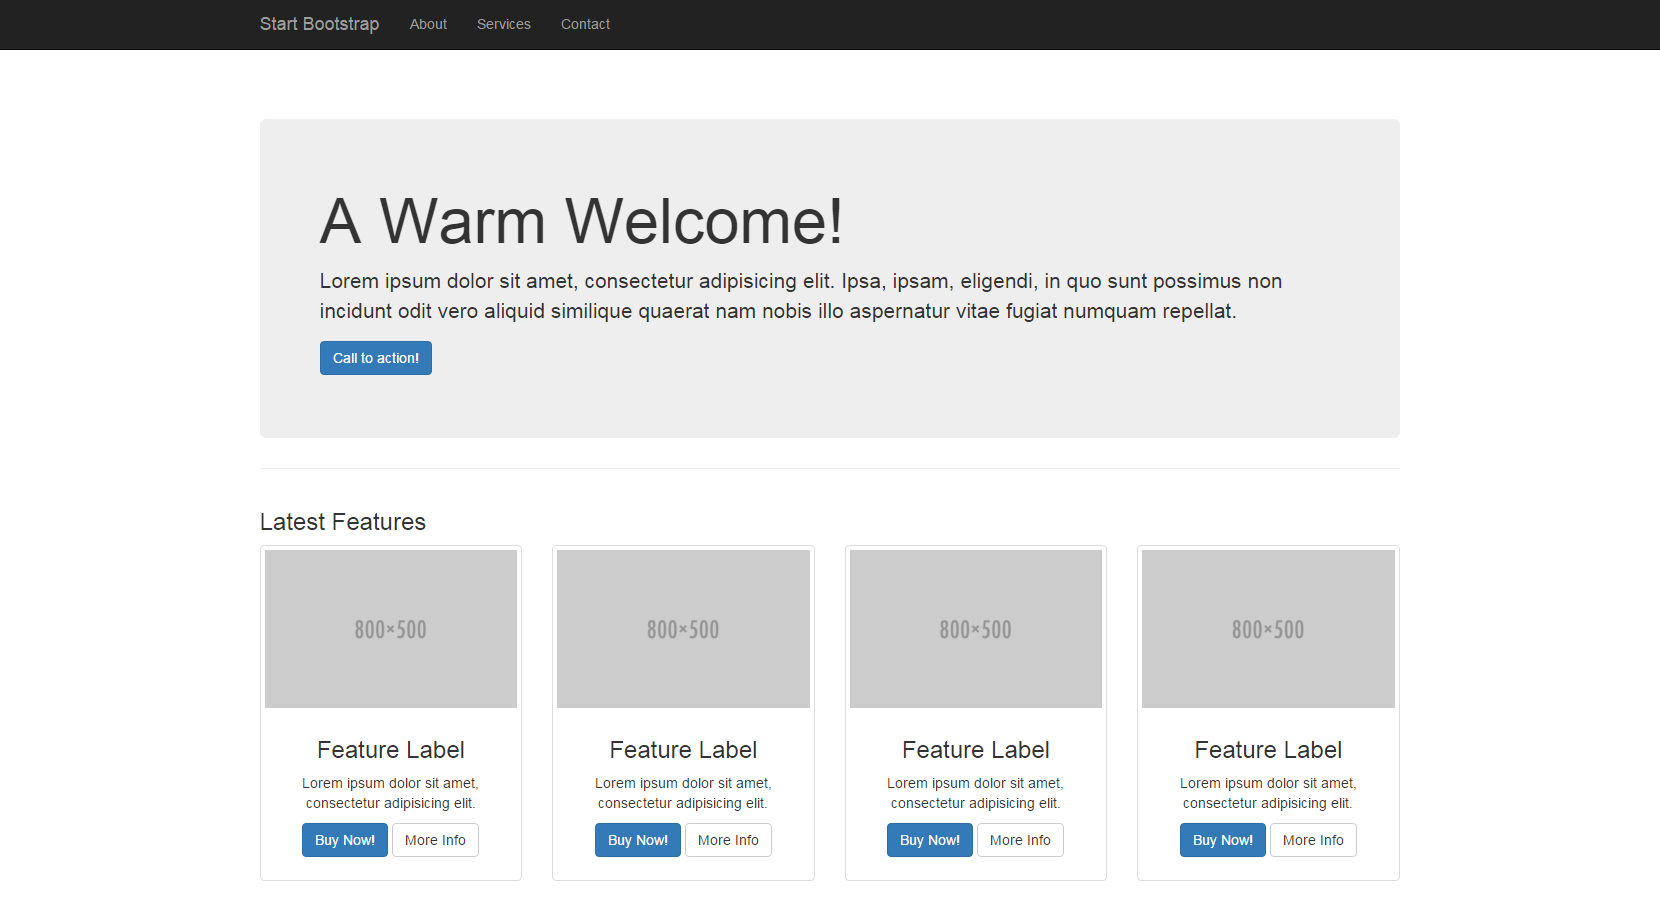 Start Bootstrap About Services Contact
A Warm Welcome!
Lorem ipsum dolor sit amet, consectetur adipisicing elit. Ipsa, ipsam, eligendi, in quo sunt possimus non
incidunt odit vero aliquid similique quaerat nam nobis illo aspernatur vitae fugiat numquam repellat.
Call to action!
Latest Features
800×500
Feature Label
Lorem ipsum dolor sit amet,
consectetur adipisicing elit.
Buy Now! More Info
800×500
Feature Label
Lorem ipsum dolor sit amet,
consectetur adipisicing elit.
Buy Now! More Info
800×500
Feature Label
Lorem ipsum dolor sit amet,
consectetur adipisicing elit.
Buy Now! More Info
800×500
Feature Label
Lorem ipsum dolor sit amet,
consectetur adipisicing elit.
Buy Now! More Info